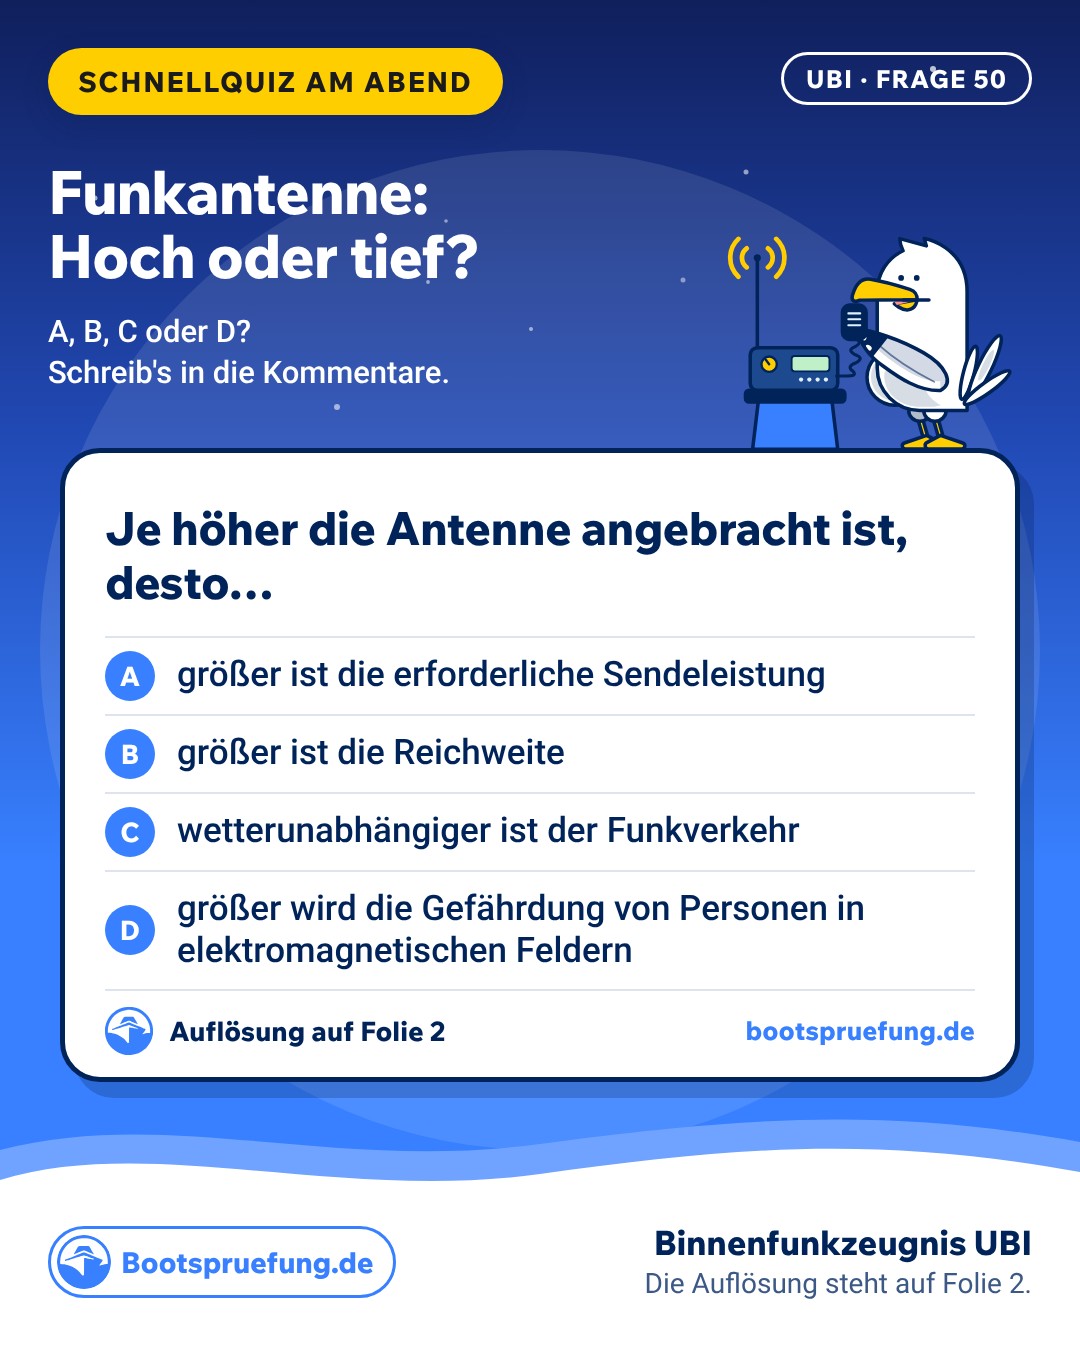 SCHNELLQUIZ AM ABEND
UBI · FRAGE 50
Funkantenne:
Hoch oder tief?
A, B, C oder D?
Schreib's in die Kommentare.
Je höher die Antenne angebracht ist,
desto...
A größer ist die erforderliche Sendeleistung
B größer ist die Reichweite
C wetterunabhängiger ist der Funkverkehr
D größer wird die Gefährdung von Personen in
elektromagnetischen Feldern
Auflösung auf Folie 2
bootspruefung.de
Bootspruefung.de
Binnenfunkzeugnis UBI
Die Auflösung steht auf Folie 2.